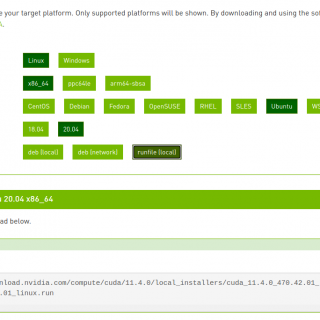 e your target platform. Only supported platforms will be shown. By downloading and using the so
Linux Windows
x86_64 ppc64le arm64-sbsa
CentOS Debian Fedora OpenSUSE RHEL SLES Ubuntu WS
18.04 20.04
deb (local) deb (network) runfile (local)
20.04 x86_64
ad below.
nload.nvidia.com/compute/cuda/11.4.0/local_installers/cuda_11.4.0_470.42.01_
.01_linux.run